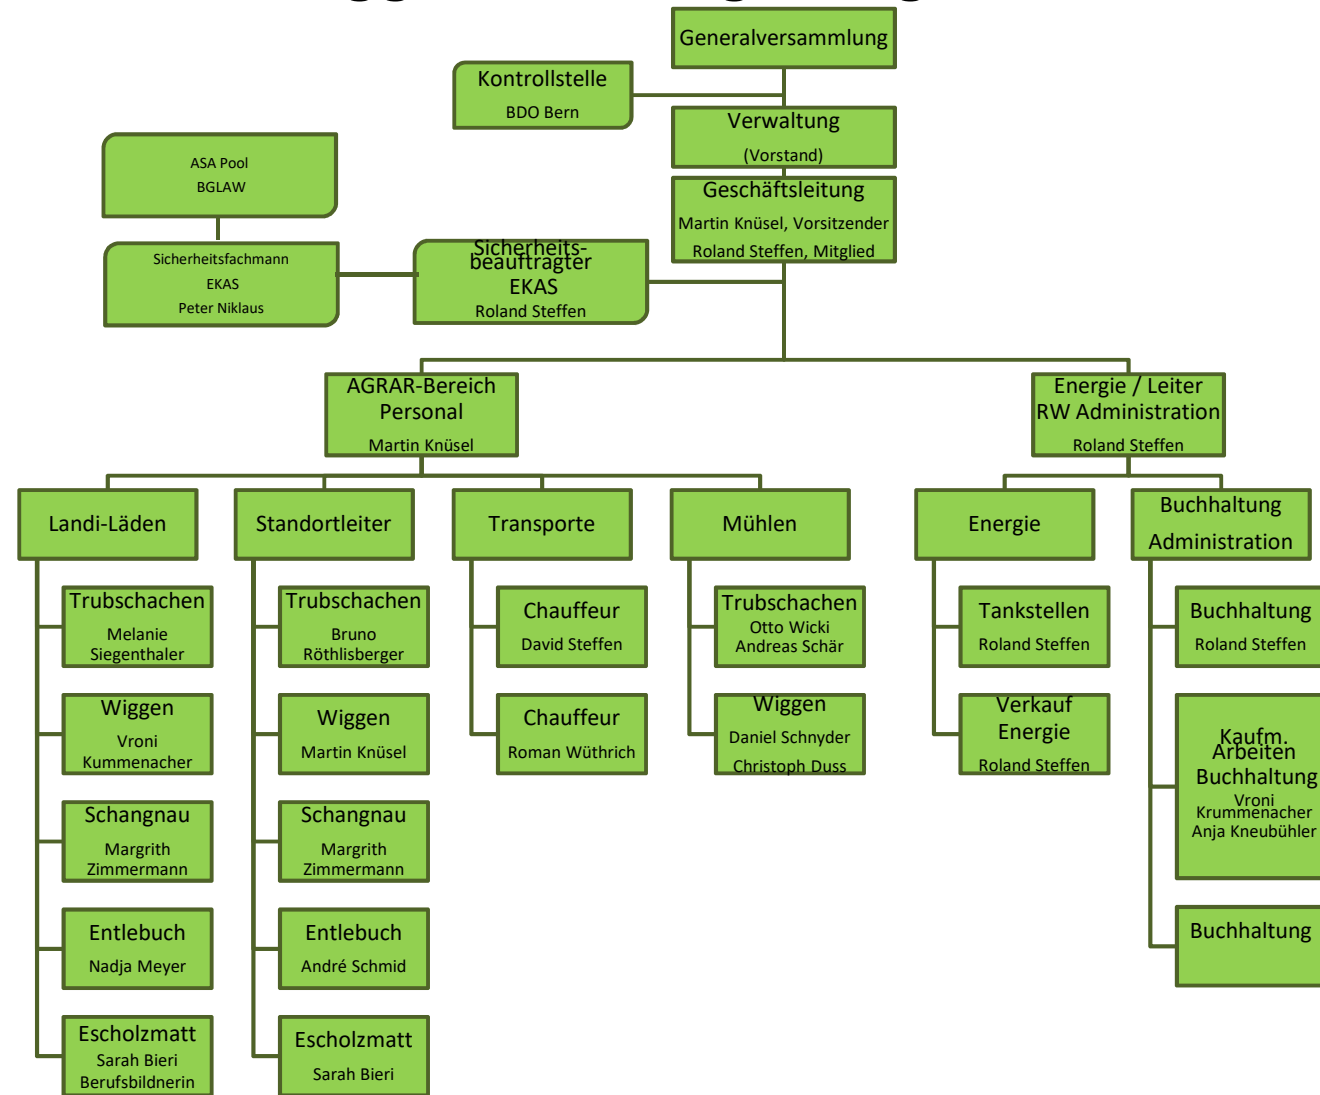 Generalversammlung
Kontrollstelle
BDO Bern
Verwaltung
(Vorstand)
ASA Pool
BGLAW
Geschäftsleitung
Martin Knüsel, Vorsitzender
Roland Steffen, Mitglied
Sicherheitsfachmann
EKAS
Peter Niklaus
Sicherheits-
beauftragter
EKAS
Roland Steffen
AGRAR-Bereich
Personal
Martin Knüsel
Energie / Leiter
RW Administration
Roland Steffen
Landi-Läden
Standortleiter
Transporte
Mühlen
Energie
Buchhaltung
Administration
Trubschachen
Melanie
Siegenthaler
Trubschachen
Bruno
Röthlisberger
Chauffeur
David Steffen
Trubschachen
Otto Wicki
Andreas Schär
Tankstellen
Roland Steffen
Buchhaltung
Roland Steffen
Wiggen
Vroni
Kummenacher
Wiggen
Martin Knüsel
Chauffeur
Roman Wüthrich
Wiggen
Daniel Schnyder
Christoph Duss
Verkauf
Energie
Roland Steffen
Kaufm.
Arbeiten
Buchhaltung
Vroni
Krummenacher
Anja Kneubühler
Schangnau
Margrith
Zimmermann
Schangnau
Margrith
Zimmermann
Entlebuch
Nadja Meyer
Entlebuch
André Schmid
Buchhaltung
Escholzmatt
Sarah Bieri
Berufsbildnerin
Escholzmatt
Sarah Bieri